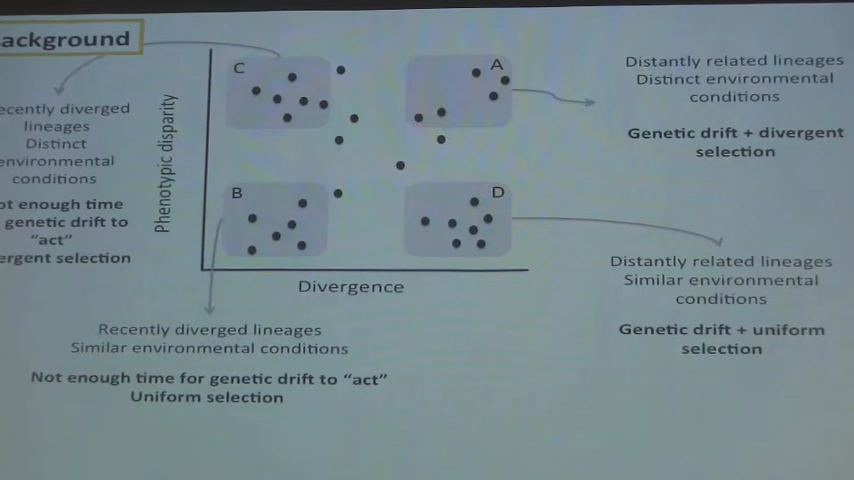 ackground
ecently diverged
lineages
Distinct
environmental
conditions
ot enough time
genetic drift to
"act"
ergent selection
Phenotypic disparity
C
A
B
D
Divergence
Distantly related lineages
Distinct environmental
conditions
Genetic drift + divergent
selection
Distantly related lineages
Similar environmental
conditions
Genetic drift + uniform
selection
Recently diverged lineages
Similar environmental conditions
Not enough time for genetic drift to "act"
Uniform selection